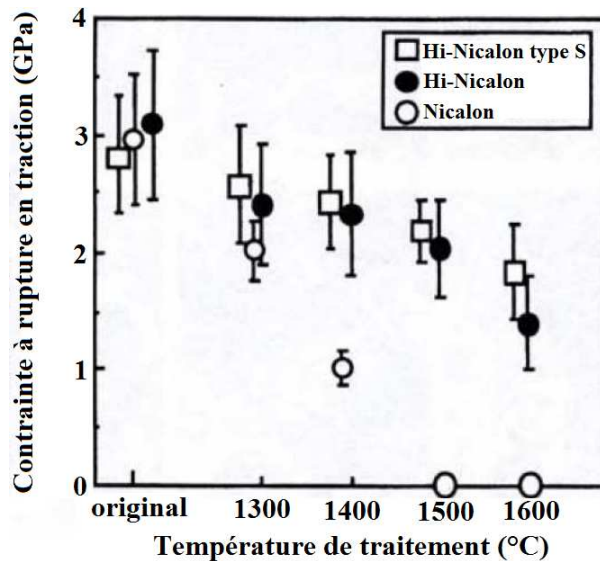 Contrainte à rupture en traction (GPa)
4
3
2
1
0
Hi-Nicalon type S
Hi-Nicalon
Nicalon
original
1300
1400
1500
1600
Température de traitement (°C)